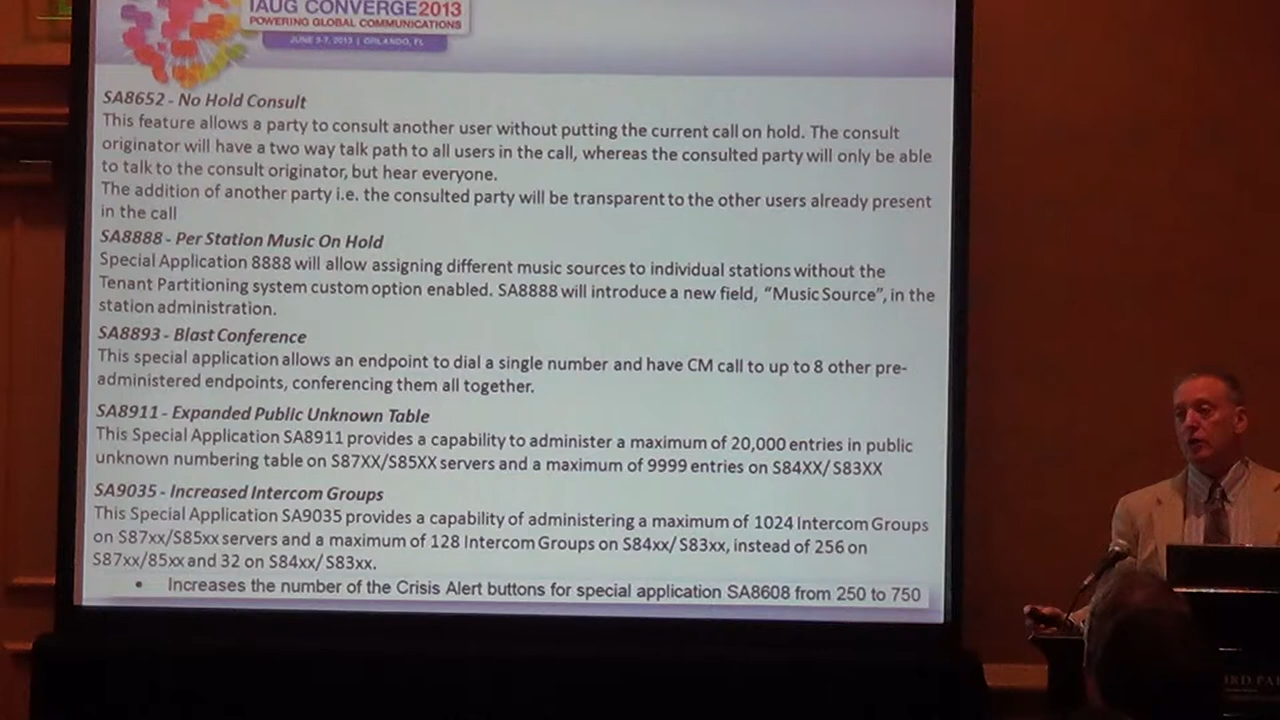 IAUG CONVERGE2013
POWERING GLOBAL COMMUNICATIONS
JUNE 3-7, 2013 | ORLANDO, FL
SA8652 - No Hold Consult
This feature allows a party to consult another user without putting the current call on hold. The consult
originator will have a two way talk path to all users in the call, whereas the consulted party will only be able
to talk to the consult originator, but hear everyone.
The addition of another party i.e. the consulted party will be transparent to the other users already present
in the call
SA8888 - Per Station Music On Hold
Special Application 8888 will allow assigning different music sources to individual stations without the
Tenant Partitioning system custom option enabled. SA8888 will introduce a new field, “Music Source”, in the
station administration.
SA8893 - Blast Conference
This special application allows an endpoint to dial a single number and have CM call to up to 8 other pre-
administered endpoints, conferencing them all together.
SA8911 - Expanded Public Unknown Table
This Special Application SA8911 provides a capability to administer a maximum of 20,000 entries in public
unknown numbering table on S87XX/S85XX servers and a maximum of 9999 entries on S84XX/ S83XX
SA9035 - Increased Intercom Groups
This Special Application SA9035 provides a capability of administering a maximum of 1024 Intercom Groups
on S87xx/S85xx servers and a maximum of 128 Intercom Groups on S84xx/ S83xx, instead of 256 on
S87xx/85xx and 32 on S84xx/ S83xx.
• Increases the number of the Crisis Alert buttons for special application SA8608 from 250 to 750